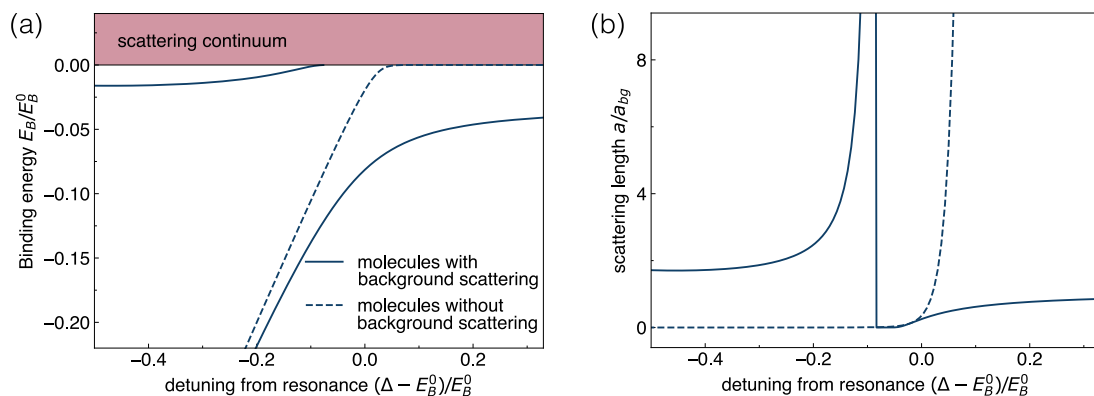 (a)
scattering continuum
Binding energy E_B/E_B^0
0.00
−0.05
−0.10
−0.15
−0.20
molecules with
background scattering
molecules without
background scattering
−0.4
−0.2
0.0
0.2
detuning from resonance (Δ − E_B^0)/E_B^0
(b)
scattering length a/a_{bg}
8
4
0
−0.4
−0.2
0.0
0.2
detuning from resonance (Δ − E_B^0)/E_B^0